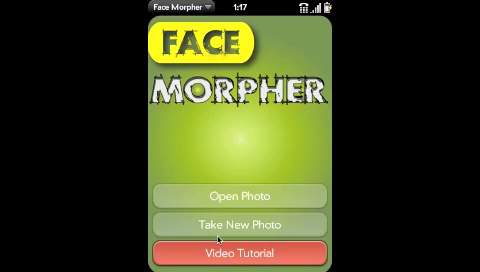 Face Morpher 1:17
FACE
MORPHER
Open Photo
Take New Photo
Video Tutorial